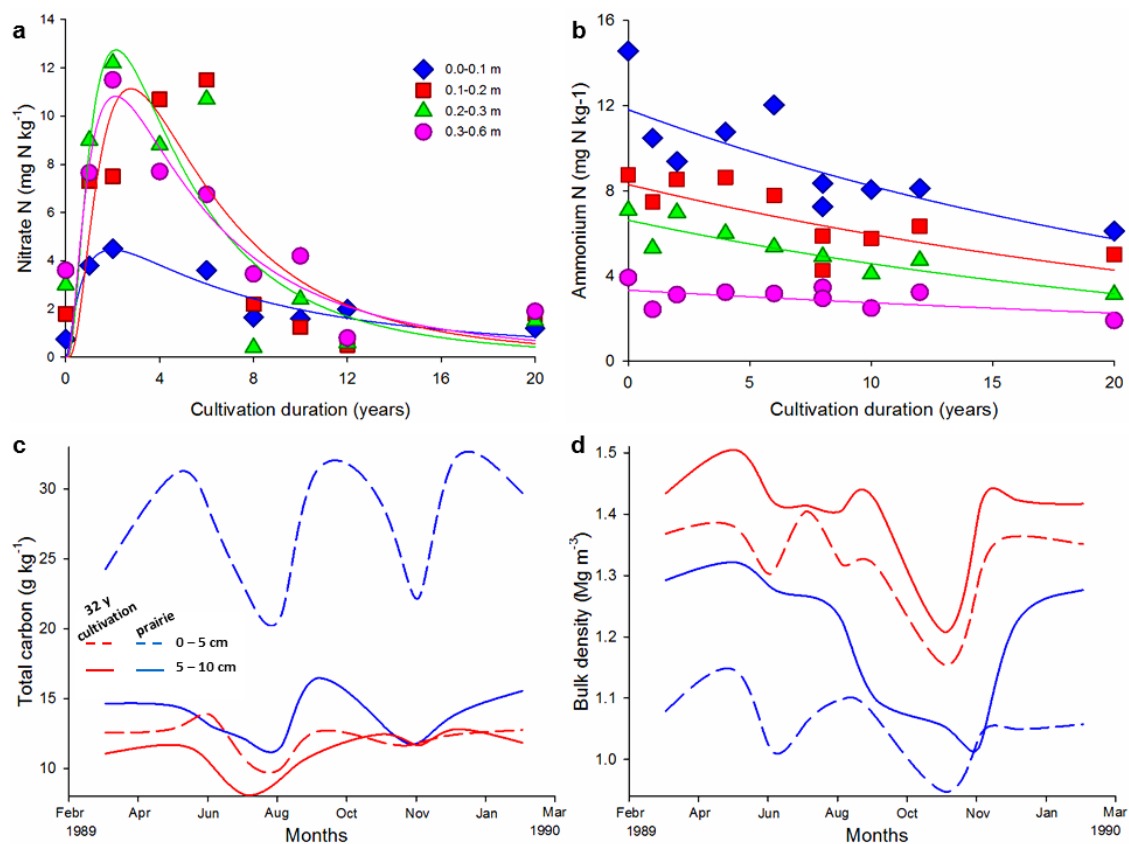 a
14
12
10
8
6
4
2
0
Nitrate N (mg N kg⁻¹)
0 4 8 12 20
Cultivation duration (years)
0.0-0.1 m
0.1-0.2 m
0.2-0.3 m
0.3-0.6 m
b
16
12
8
4
0
Ammonium N (mg N kg-1)
0 5 10 15 20
Cultivation duration (years)
c
30
25
20
15
10
Total carbon (g kg⁻¹)
32 y
cultivation
prairie
0 – 5 cm
5 – 10 cm
Febr Apr Jun Aug Oct Nov Jan Mar
1989 Months 1990
d
1.5
1.4
1.3
1.2
1.1
1.0
Bulk density (Mg m⁻³)
Febr Apr Jun Aug Oct Nov Jan Mar
1989 Months 1990